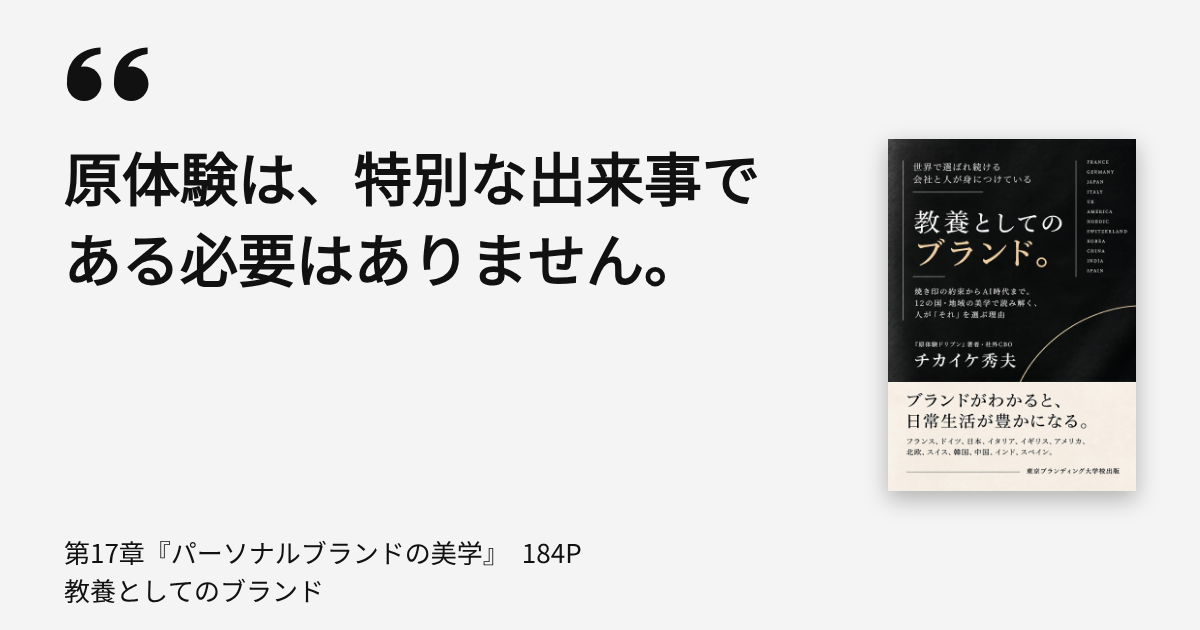 “
原体験は、特別な出来事で
ある必要はありません。
第17章『パーソナルブランドの美学』 184P
教養としてのブランド
世界で選ばれ続ける
会社と人が身につけている
教養としての
ブランド。
焼き印の約束からAI時代まで。
12の国・地域の美学で読み解く、
人が「それ」を選ぶ理由
『原体験ドリブン』著者・社外CBO
チカイケ秀夫
FRANCE
GERMANY
JAPAN
ITALY
UK
AMERICA
NORDIC
SWITZERLAND
KOREA
CHINA
INDIA
SPAIN
ブランドがわかると、
日常生活が豊かになる。
フランス、ドイツ、日本、イタリア、イギリス、アメリカ、
北欧、スイス、韓国、中国、インド、スペイン。
東京ブランディング大学校出版